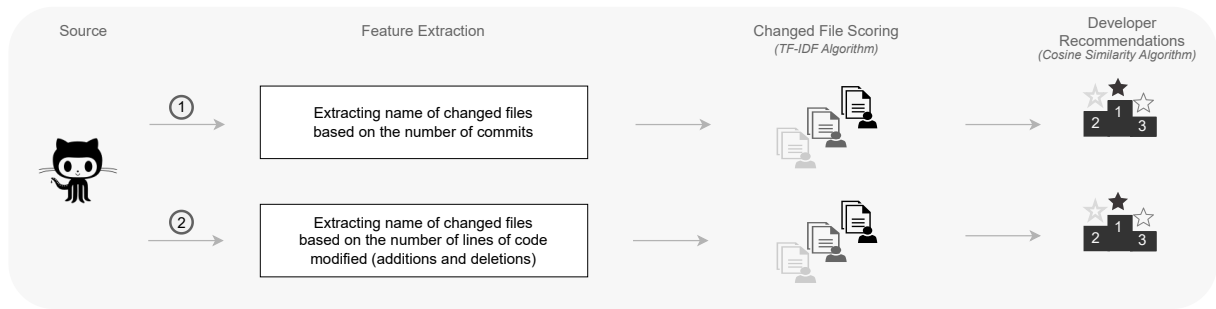 Source
Feature Extraction
Changed File Scoring
(TF-IDF Algorithm)
Developer
Recommendations
(Cosine Similarity Algorithm)
1
Extracting name of changed files
based on the number of commits
2 1 3
2
Extracting name of changed files
based on the number of lines of code
modified (additions and deletions)
2 1 3